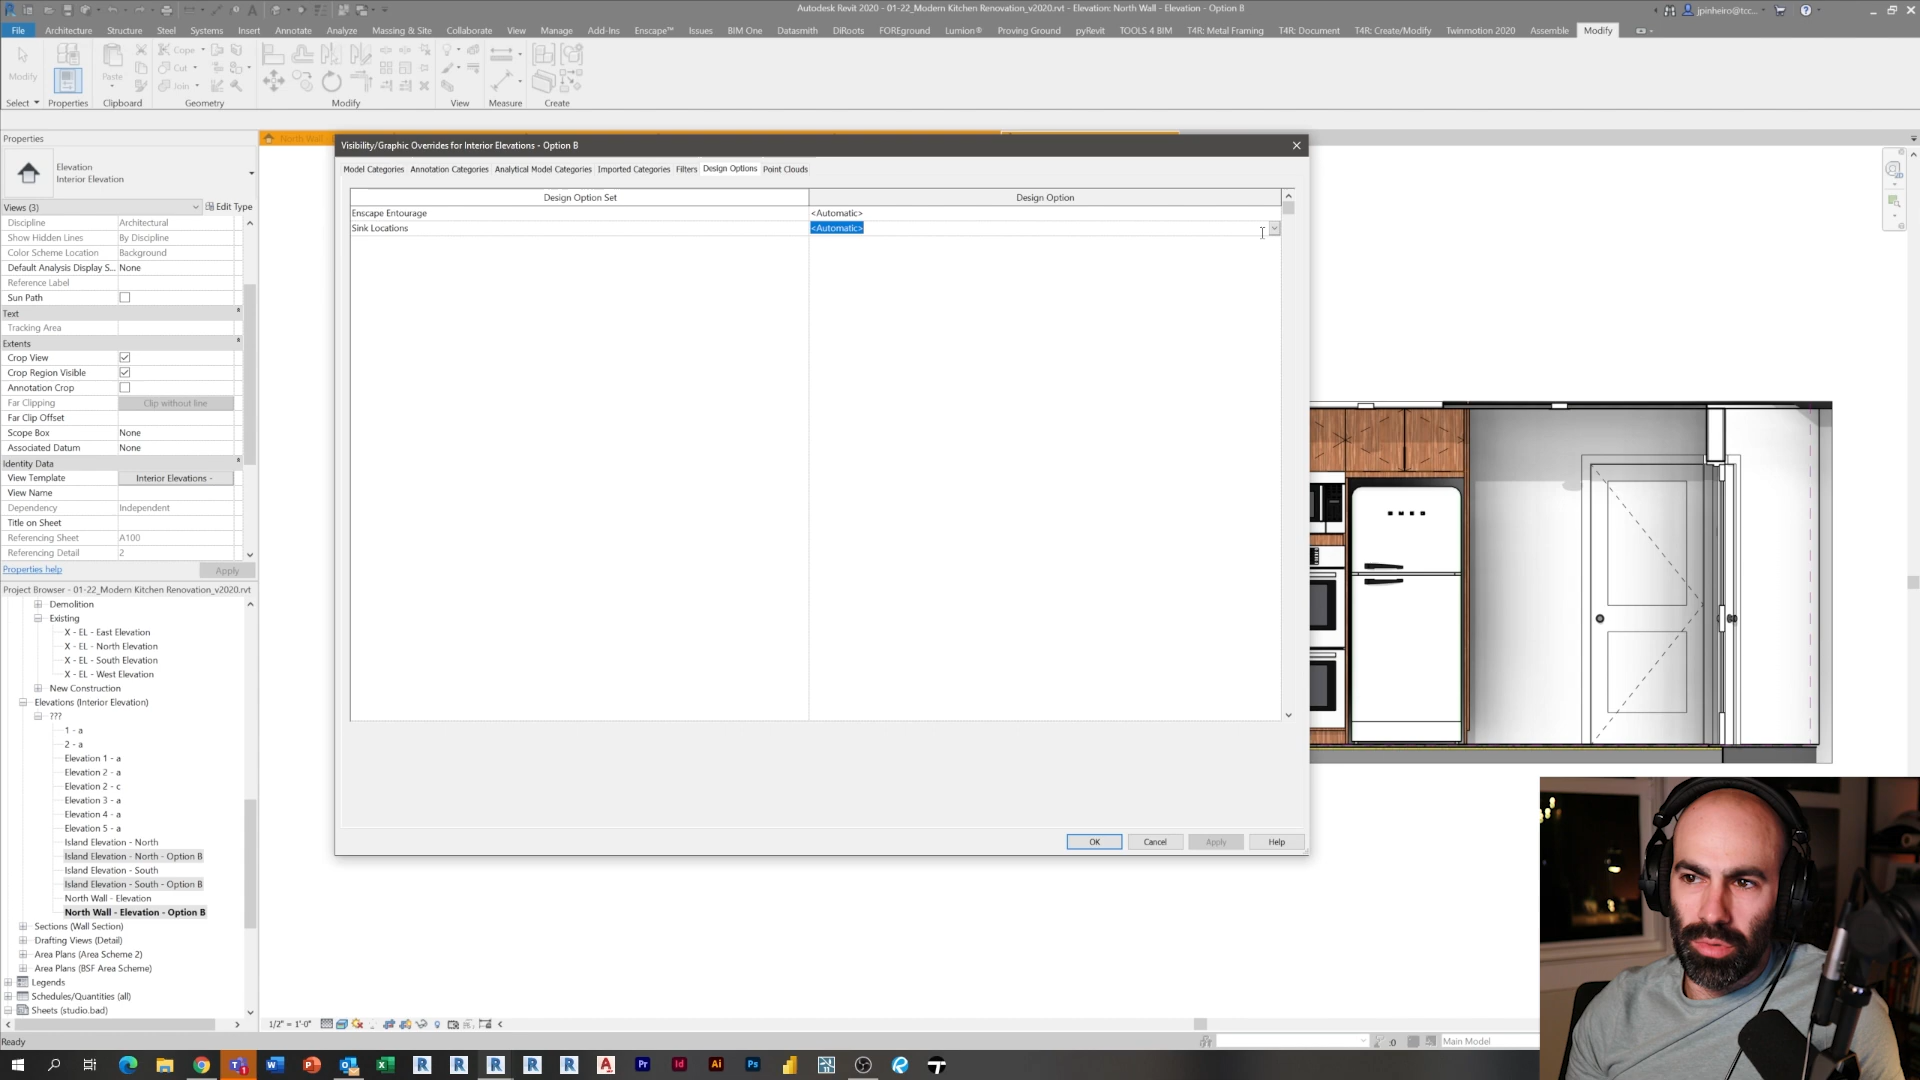 Autodesk Revit 2020 - 01-22_Modern Kitchen Renovation_v2020.rvt - Elevation: North Wall - Elevation - Option B
jpinheiro@tcc...
File Architecture Structure Steel Systems Insert Annotate Analyze Massing & Site Collaborate View Manage Add-Ins Enscape™ Issues BIM One Datasmith DiRoots FOREground Lumion® Proving Ground pyRevit TOOLS 4 BIM T4R: Metal Framing T4R: Document T4R: Create/Modify Twinmotion 2020 Assemble Modify
Modify Paste Cope Cut Join
Select Properties Clipboard Geometry Modify View Measure Create
Properties
Elevation
Interior Elevation
Views (3) Edit Type
Discipline Architectural
Show Hidden Lines By Discipline
Color Scheme Location Background
Default Analysis Display S... None
Reference Label
Sun Path
Text
Tracking Area
Extents
Crop View
Crop Region Visible
Annotation Crop
Far Clipping Clip without line
Far Clip Offset
Scope Box None
Associated Datum None
Identity Data
View Template Interior Elevations -
View Name
Dependency Independent
Title on Sheet
Referencing Sheet A100
Referencing Detail 2
Properties help Apply
Project Browser - 01-22_Modern Kitchen Renovation_v2020.rvt
Demolition
Existing
X - EL - East Elevation
X - EL - North Elevation
X - EL - South Elevation
X - EL - West Elevation
New Construction
Elevations (Interior Elevation)
???
1 - a
2 - a
Elevation 1 - a
Elevation 2 - a
Elevation 2 - c
Elevation 3 - a
Elevation 4 - a
Elevation 5 - a
Island Elevation - North
Island Elevation - North - Option B
Island Elevation - South
Island Elevation - South - Option B
North Wall - Elevation
North Wall - Elevation - Option B
Sections (Wall Section)
Drafting Views (Detail)
Area Plans (Area Scheme 2)
Area Plans (BSF Area Scheme)
Legends
Schedules/Quantities (all)
Sheets (studio.bad)
North Wall
Visibility/Graphic Overrides for Interior Elevations - Option B
Model Categories Annotation Categories Analytical Model Categories Imported Categories Filters Design Options Point Clouds
Design Option Set Design Option
Enscape Entourage <Automatic>
Sink Locations <Automatic>
OK Cancel Apply Help
1/2" = 1'-0"
Ready
:0 Main Model